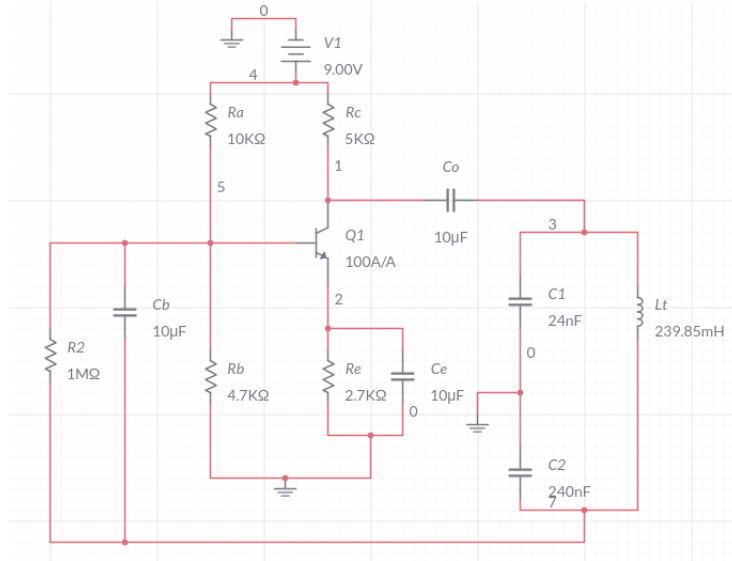 0
V1
9.00V
4
Ra
10KΩ
Rc
5KΩ
1
Co
10µF
5
3
Q1
100A/A
C1
24nF
Lt
239.85mH
2
Cb
10µF
R2
1MΩ
0
Rb
4.7KΩ
Re
2.7KΩ
Ce
10µF
0
C2
240nF
7